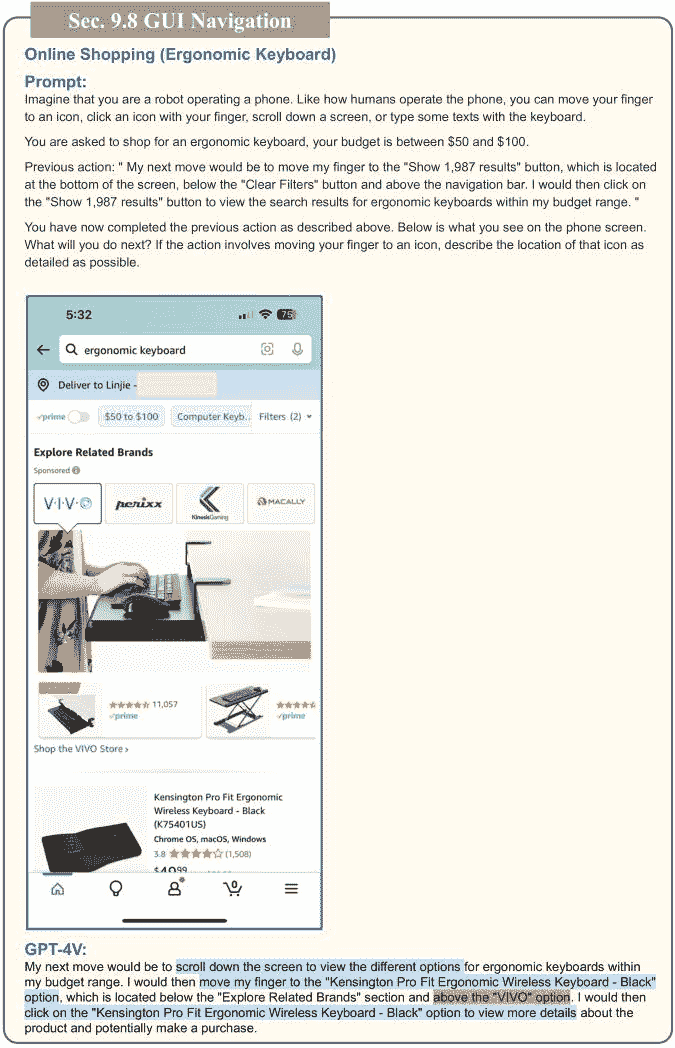 Sec. 9.8 GUI Navigation
Online Shopping (Ergonomic Keyboard)
Prompt:
Imagine that you are a robot operating a phone. Like how humans operate the phone, you can move your finger
to an icon, click an icon with your finger, scroll down a screen, or type some texts with the keyboard.
You are asked to shop for an ergonomic keyboard, your budget is between $50 and $100.
Previous action: " My next move would be to move my finger to the "Show 1,987 results" button, which is located
at the bottom of the screen, below the "Clear Filters" button and above the navigation bar. I would then click on
the "Show 1,987 results" button to view the search results for ergonomic keyboards within my budget range. "
You have now completed the previous action as described above. Below is what you see on the phone screen.
What will you do next? If the action involves moving your finger to an icon, describe the location of that icon as
detailed as possible.
5:32
75
ergonomic keyboard
Deliver to Linjie -
prime $50 to $100 Computer Keyb.. Filters (2)
Explore Related Brands
Sponsored
V·I·V·O perixx KinesisGaming MACALLY
11,057
prime prime
Shop the VIVO Store ›
Kensington Pro Fit Ergonomic
Wireless Keyboard - Black
(K75401US)
Chrome OS, macOS, Windows
3.8 (1,508)
$49.99
0
GPT-4V:
My next move would be to scroll down the screen to view the different options for ergonomic keyboards within
my budget range. I would then move my finger to the "Kensington Pro Fit Ergonomic Wireless Keyboard - Black"
option, which is located below the "Explore Related Brands" section and above the "VIVO" option. I would then
click on the "Kensington Pro Fit Ergonomic Wireless Keyboard - Black" option to view more details about the
product and potentially make a purchase.